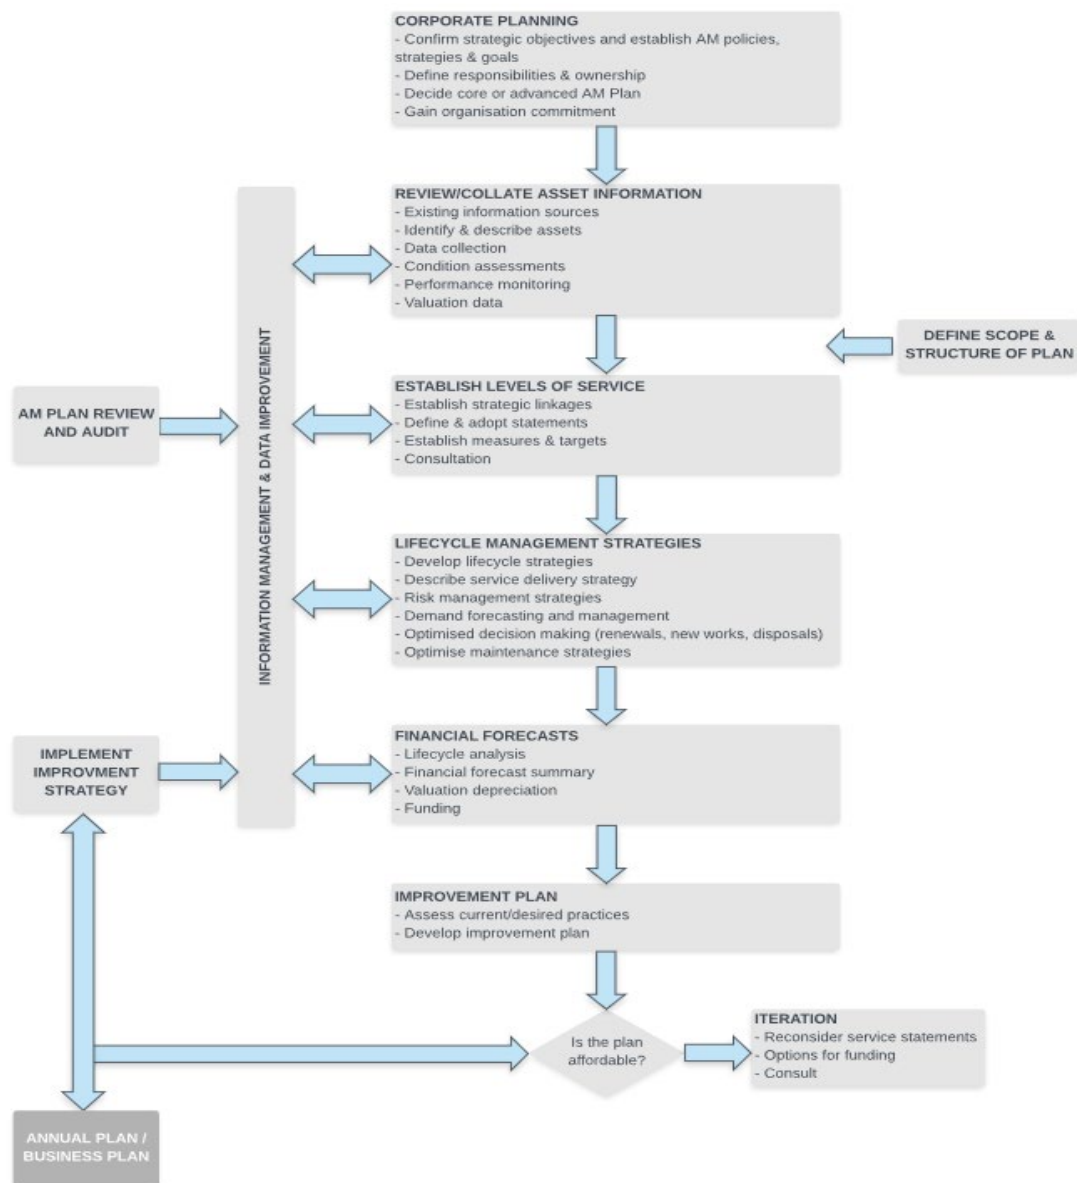 CORPORATE PLANNING
- Confirm strategic objectives and establish AM policies,
strategies & goals
- Define responsibilities & ownership
- Decide core or advanced AM Plan
- Gain organisation commitment
REVIEW/COLLATE ASSET INFORMATION
- Existing information sources
- Identify & describe assets
- Data collection
- Condition assessments
- Performance monitoring
- Valuation data
DEFINE SCOPE &
STRUCTURE OF PLAN
INFORMATION MANAGEMENT & DATA IMPROVEMENT
AM PLAN REVIEW
AND AUDIT
ESTABLISH LEVELS OF SERVICE
- Establish strategic linkages
- Define & adopt statements
- Establish measures & targets
- Consultation
LIFECYCLE MANAGEMENT STRATEGIES
- Develop lifecycle strategies
- Describe service delivery strategy
- Risk management strategies
- Demand forecasting and management
- Optimised decision making (renewals, new works, disposals)
- Optimise maintenance strategies
IMPLEMENT
IMPROVMENT
STRATEGY
FINANCIAL FORECASTS
- Lifecycle analysis
- Financial forecast summary
- Valuation depreciation
- Funding
IMPROVEMENT PLAN
- Assess current/desired practices
- Develop improvement plan
Is the plan
affordable?
ITERATION
- Reconsider service statements
- Options for funding
- Consult
ANNUAL PLAN /
BUSINESS PLAN